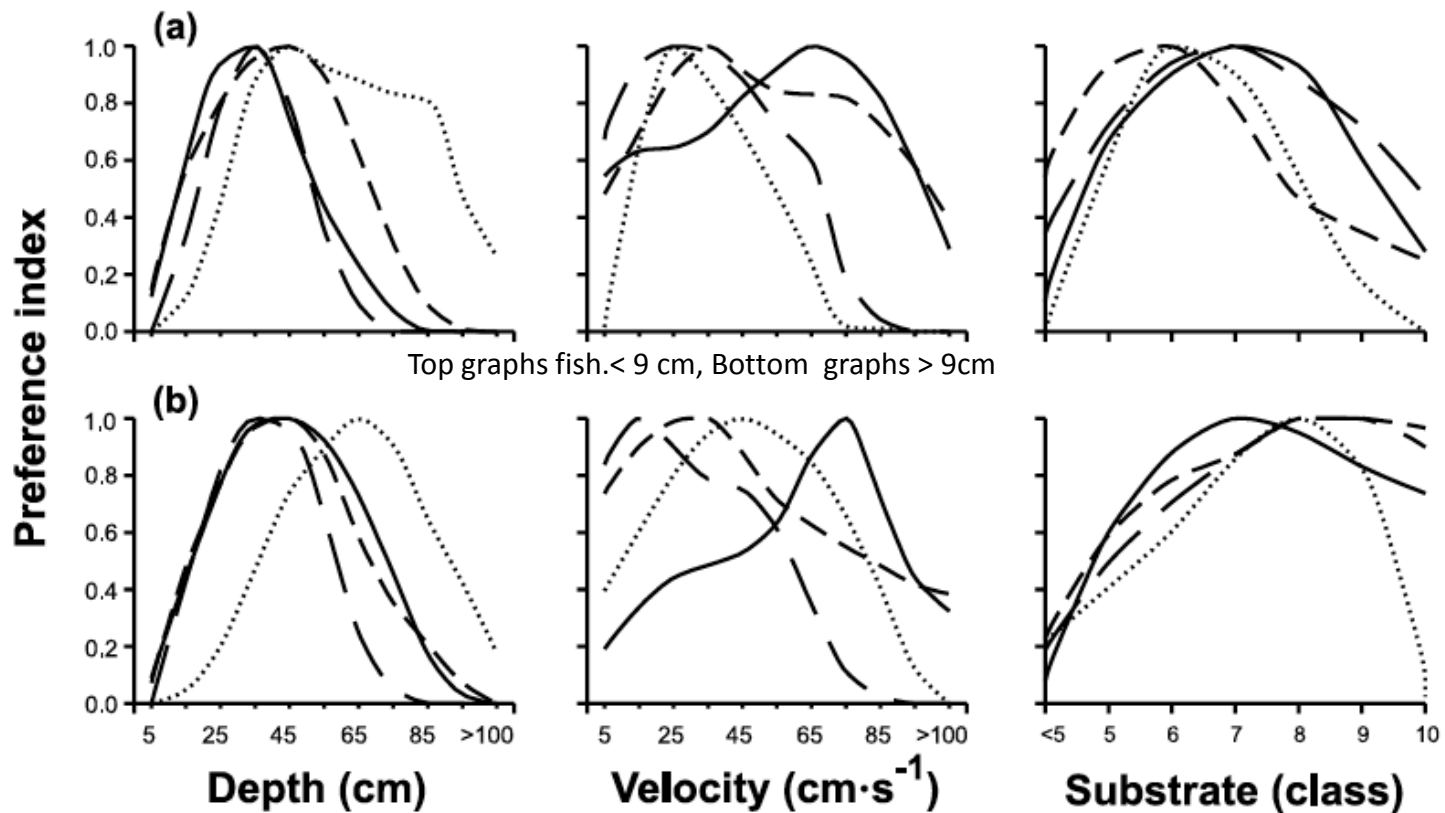 (a)
1.0
0.8
0.6
0.4
0.2
0.0
Preference index
Top graphs fish.< 9 cm, Bottom graphs > 9cm
(b)
1.0
0.8
0.6
0.4
0.2
0.0
5 25 45 65 85 >100
5 25 45 65 85 >100
<5 5 6 7 8 9 10
Depth (cm)
Velocity (cm·s⁻¹)
Substrate (class)